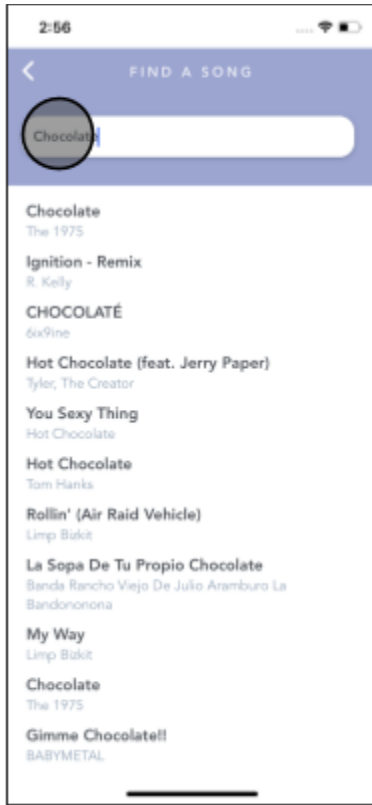 2:56
FIND A SONG
Chocolate
Chocolate
The 1975
Ignition - Remix
R. Kelly
CHOCOLATÉ
6ix9ine
Hot Chocolate (feat. Jerry Paper)
Tyler, The Creator
You Sexy Thing
Hot Chocolate
Hot Chocolate
Tom Hanks
Rollin' (Air Raid Vehicle)
Limp Bizkit
La Sopa De Tu Propio Chocolate
Banda Rancho Viejo De Julio Aramburo La
Bandononona
My Way
Limp Bizkit
Chocolate
The 1975
Gimme Chocolate!!
BABYMETAL